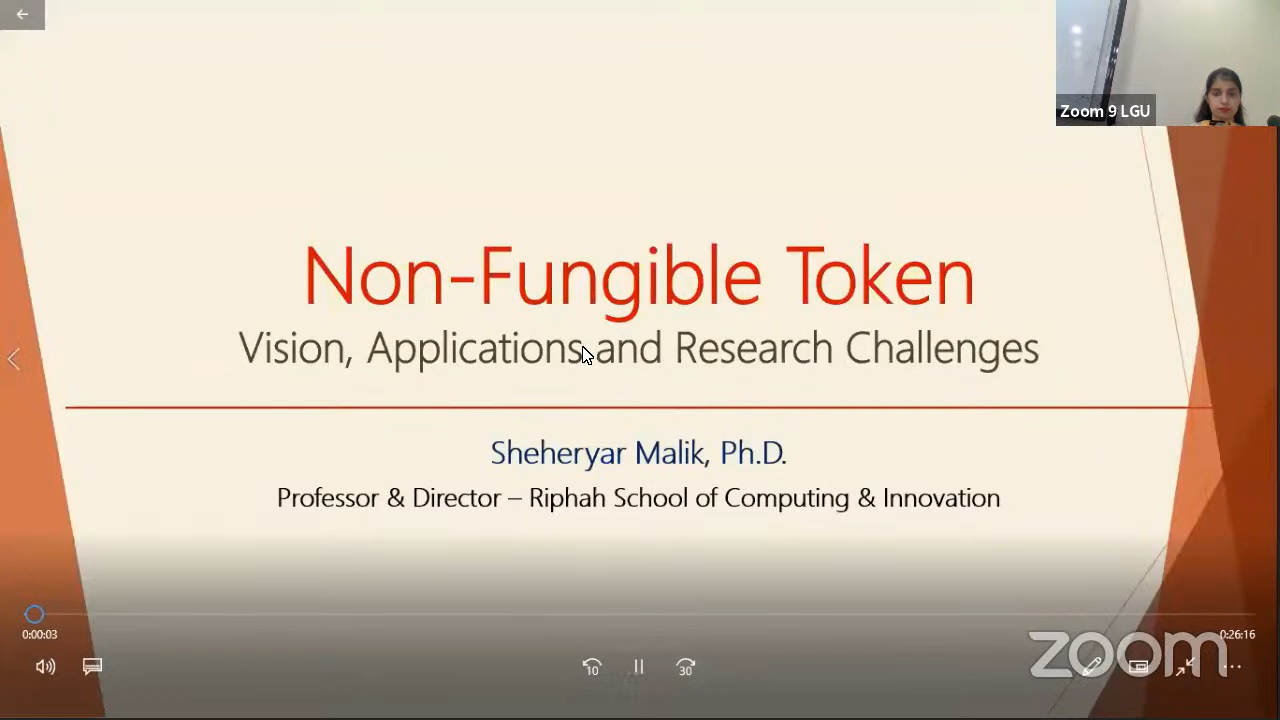 Zoom 9 LGU
Non-Fungible Token
Vision, Applications and Research Challenges
Sheheryar Malik, Ph.D.
Professor & Director – Riphah School of Computing & Innovation
0:00:03
0:26:16
10
30
zoom